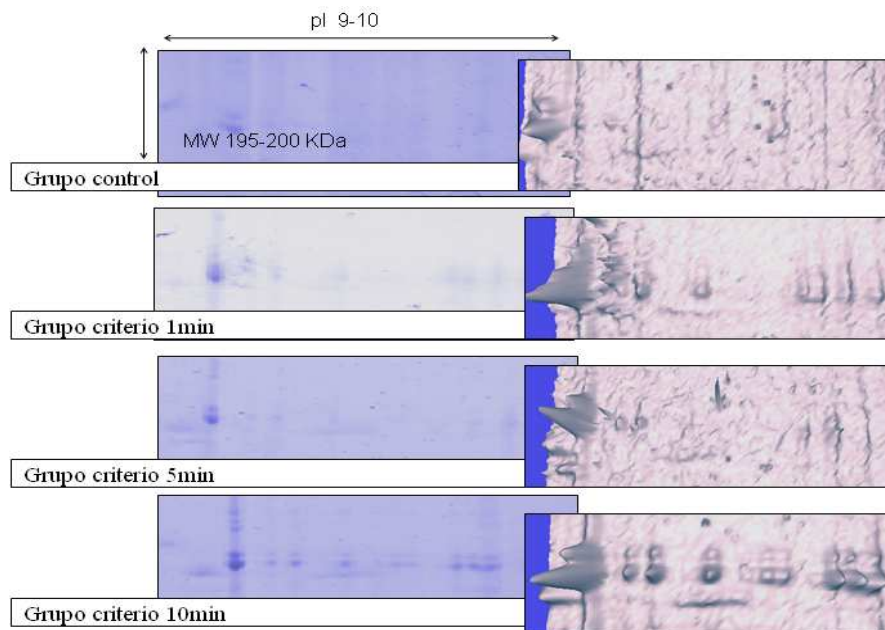 pI 9-10
MW 195-200 KDa
Grupo control
Grupo criterio 1min
Grupo criterio 5min
Grupo criterio 10min